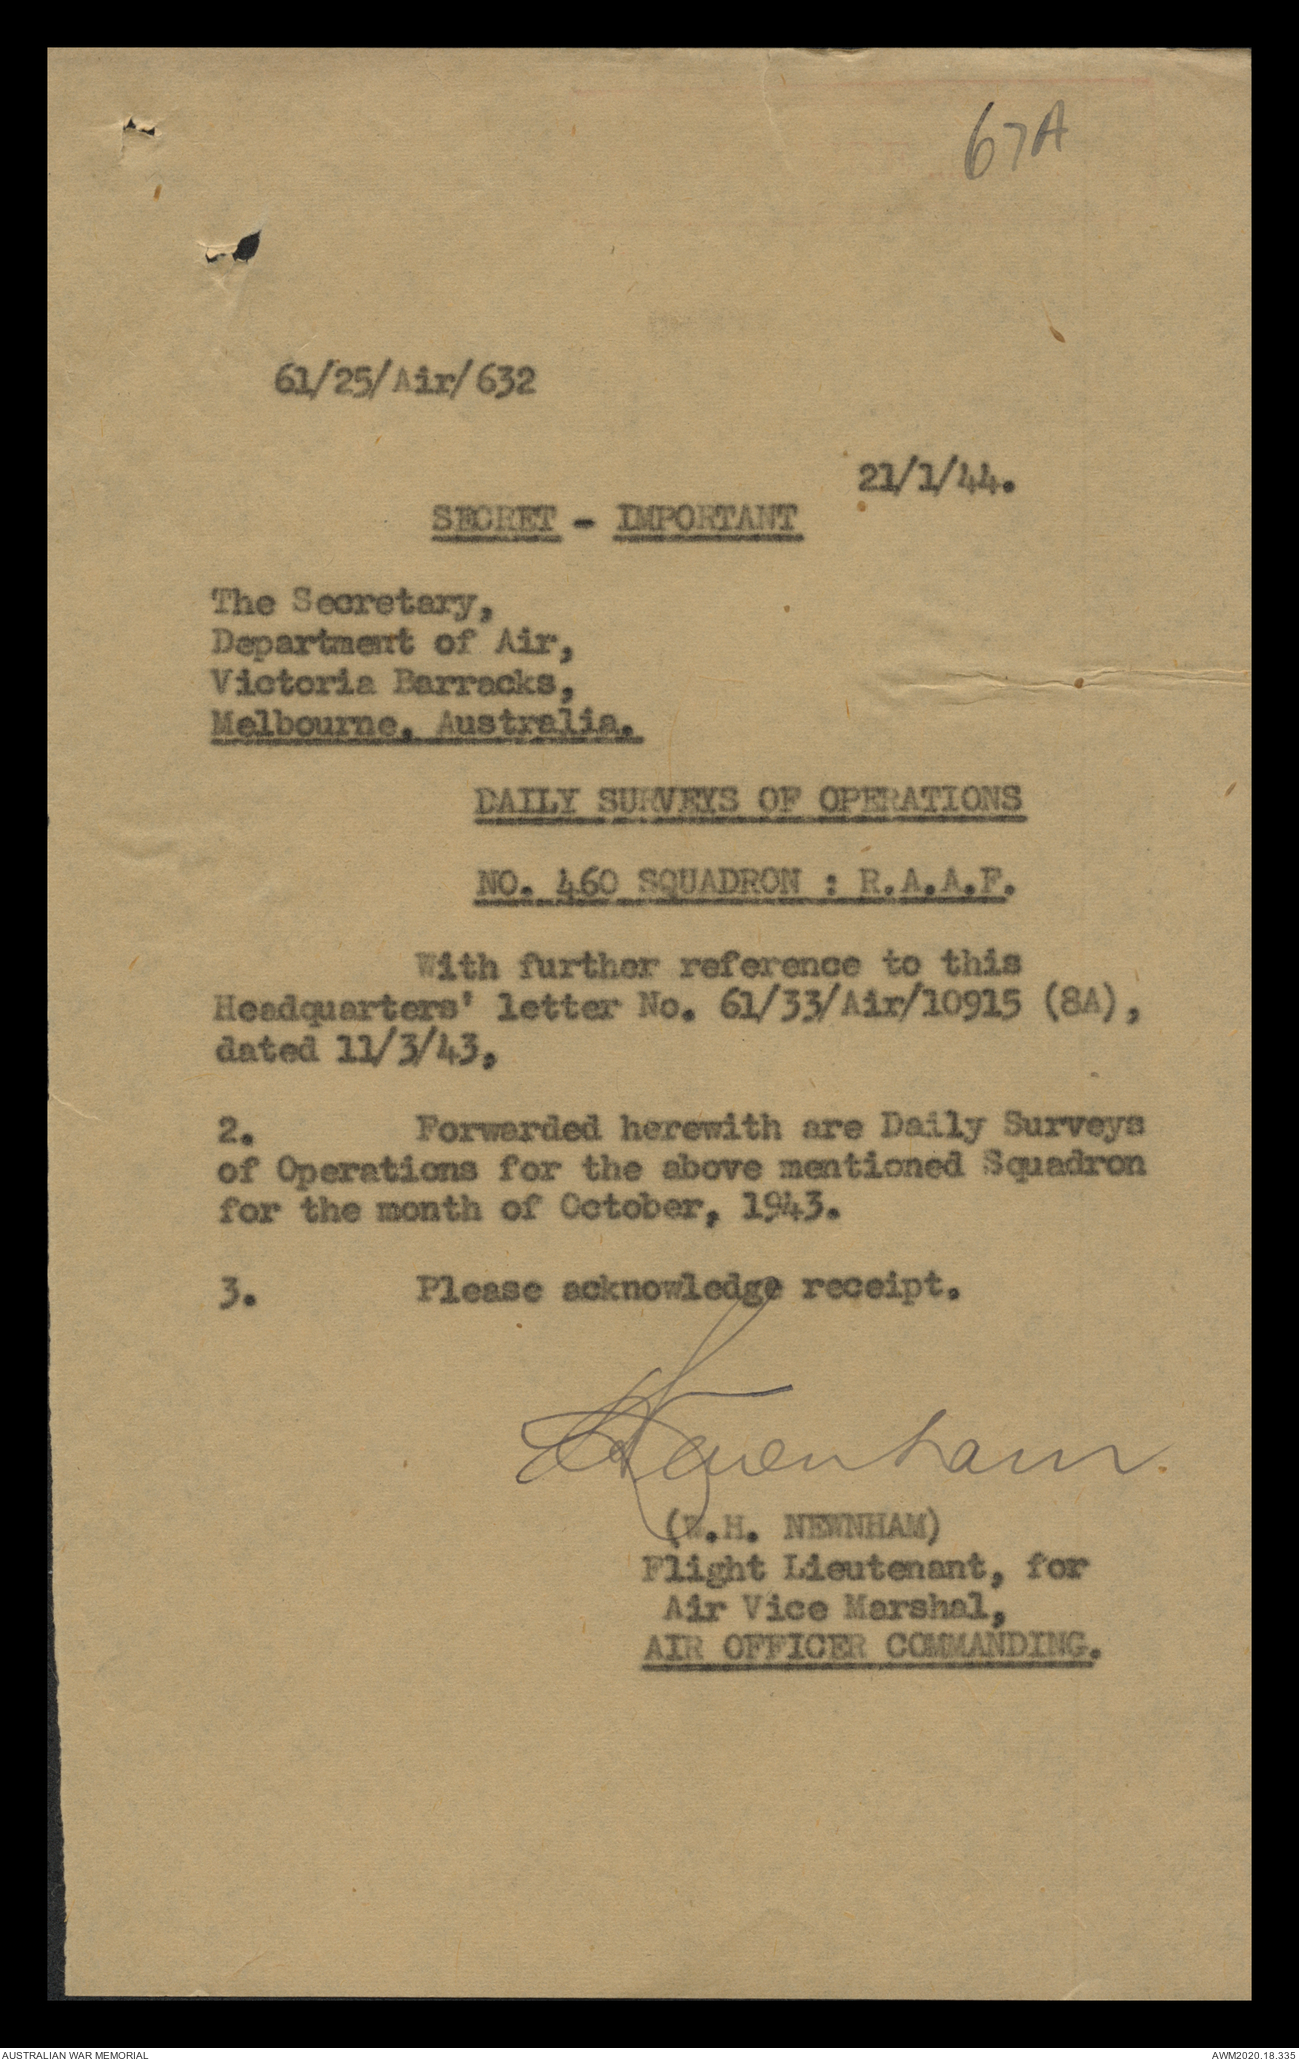 67A
61/25/Air/632
21/1/44.
SECRET - IMPORTANT
The Secretary,
Department of Air,
Victoria Barracks,
Melbourne, Australia.
DAILY SURVEYS OF OPERATIONS
NO. 460 SQUADRON : R.A.A.F.
With further reference to this
Headquarters' letter No. 61/33/Air/10915 (8A),
dated 11/3/43,
2. Forwarded herewith are Daily Surveys
of Operations for the above mentioned Squadron
for the month of October, 1943.
3. Please acknowledge receipt.
WHNewnham
(W.H. NEWNHAM)
Flight Lieutenant, for
Air Vice Marshal,
AIR OFFICER COMMANDING.
AUSTRALIAN WAR MEMORIAL
AWM2020.18.335